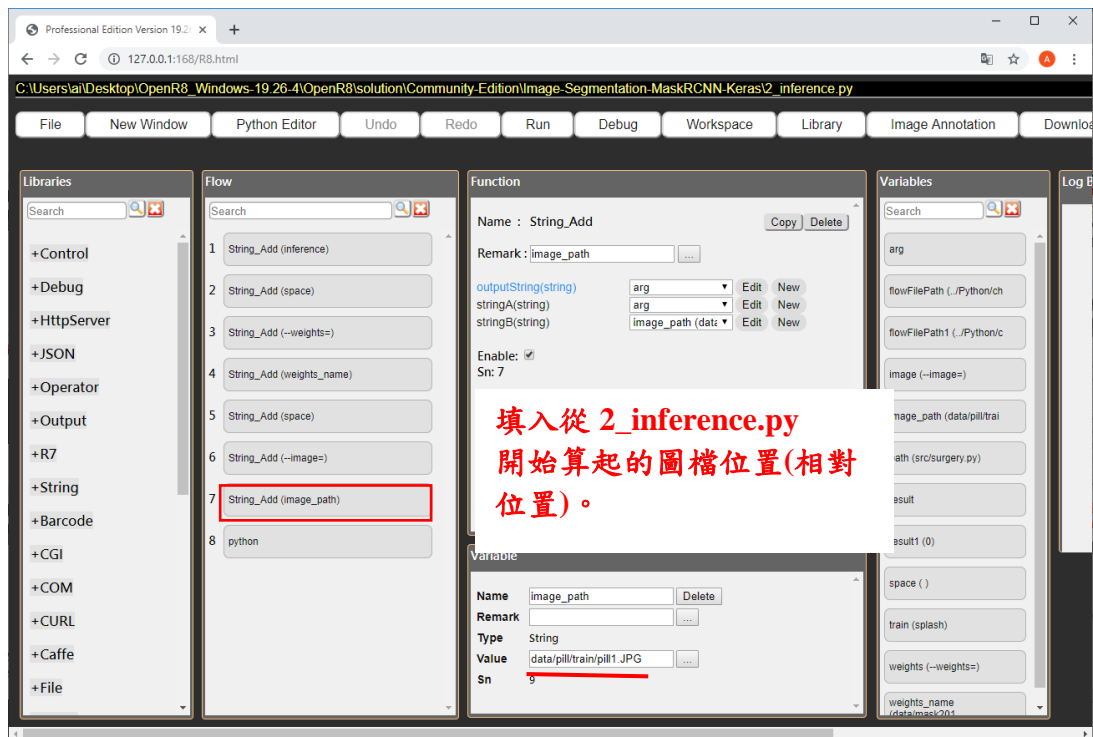 Professional Edition Version 19.2
127.0.0.1:168/R8.html
A
C:\Users\ai\Desktop\OpenR8_Windows-19.26-4\OpenR8\solution\Community-Edition\Image-Segmentation-MaskRCNN-Keras\2_inference.py
File New Window Python Editor Undo Redo Run Debug Workspace Library Image Annotation Downloa
Libraries
Search
+Control
+Debug
+HttpServer
+JSON
+Operator
+Output
+R7
+String
+Barcode
+CGI
+COM
+CURL
+Caffe
+File
Flow
Search
1 String_Add (inference)
2 String_Add (space)
3 String_Add (--weights=)
4 String_Add (weights_name)
5 String_Add (space)
6 String_Add (--image=)
7 String_Add (image_path)
8 python
Function
Name : String_Add Copy Delete
Remark : image_path ...
outputString(string) arg Edit New
stringA(string) arg Edit New
stringB(string) image_path (data Edit New
Enable:
Sn: 7
填入從 2_inference.py
開始算起的圖檔位置(相對
位置)。
Variable
Name image_path Delete
Remark ...
Type String
Value data/pill/train/pill1.JPG ...
Sn 9
Variables
Search
arg
flowFilePath (../Python/ch
flowFilePath1 (../Python/c
image (--image=)
mage_path (data/pill/trai
ath (src/surgery.py)
esult
esult1 (0)
space ( )
train (splash)
weights (--weights=)
weights_name
(data/mask201
Log B